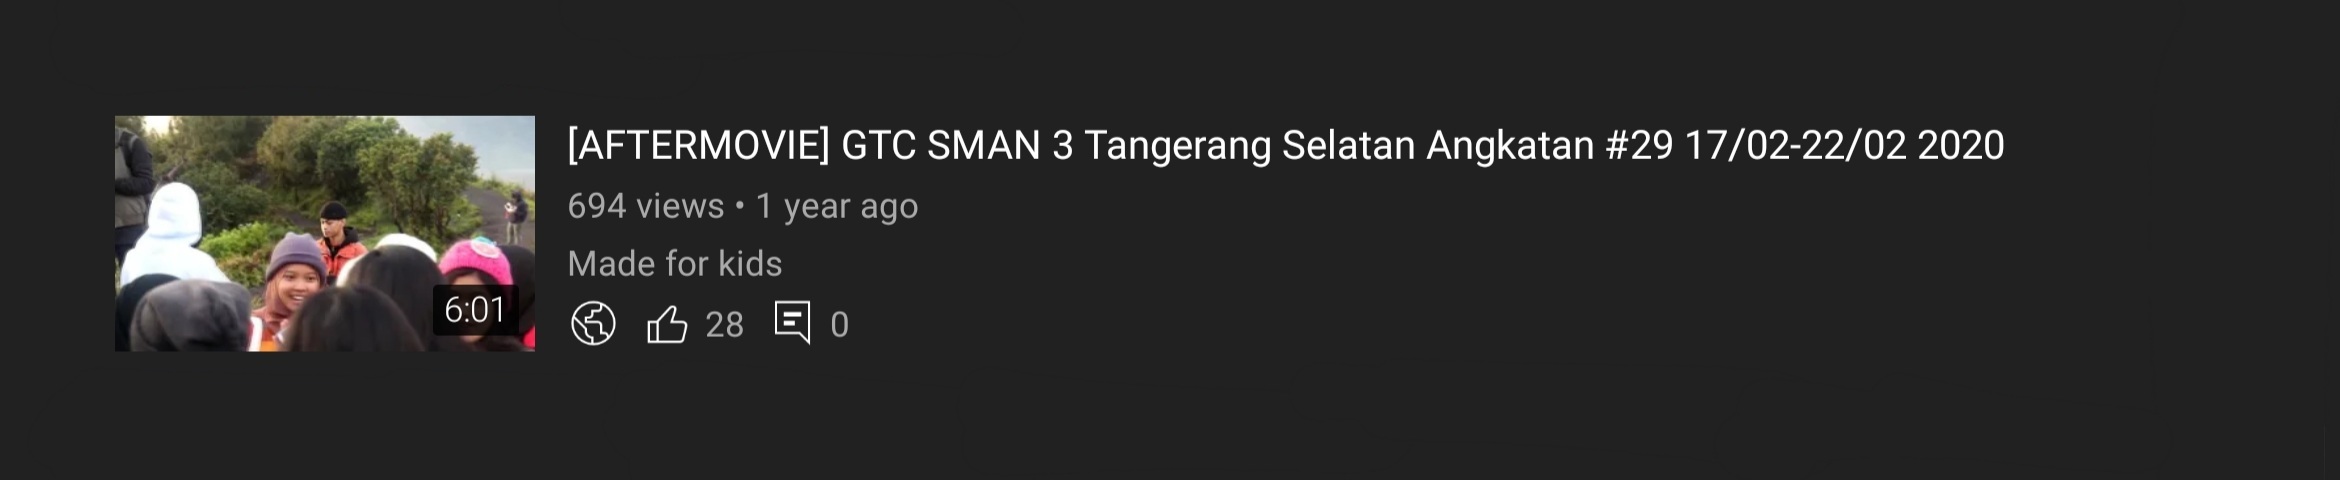 [AFTERMOVIE] GTC SMAN 3 Tangerang Selatan Angkatan #29 17/02-22/02 2020
694 views • 1 year ago
Made for kids
6:01
28 0